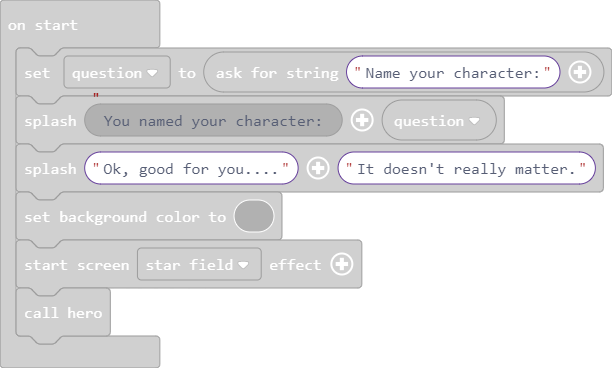 on start
set question to ask for string "Name your character:"
"
splash You named your character: question
splash "Ok, good for you...." "It doesn't really matter."
set background color to
start screen star field effect
call hero